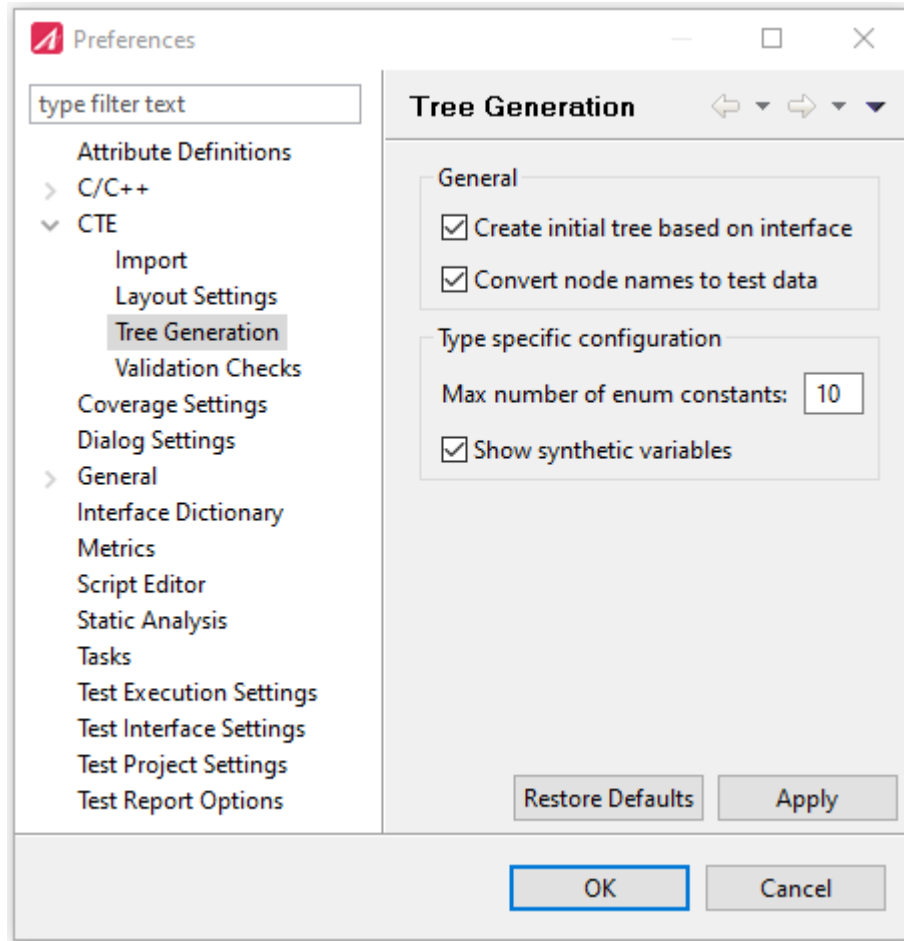 Preferences
type filter text
Attribute Definitions
C/C++
CTE
Import
Layout Settings
Tree Generation
Validation Checks
Coverage Settings
Dialog Settings
General
Interface Dictionary
Metrics
Script Editor
Static Analysis
Tasks
Test Execution Settings
Test Interface Settings
Test Project Settings
Test Report Options
Tree Generation
General
Create initial tree based on interface
Convert node names to test data
Type specific configuration
Max number of enum constants: 10
Show synthetic variables
Restore Defaults Apply
OK Cancel